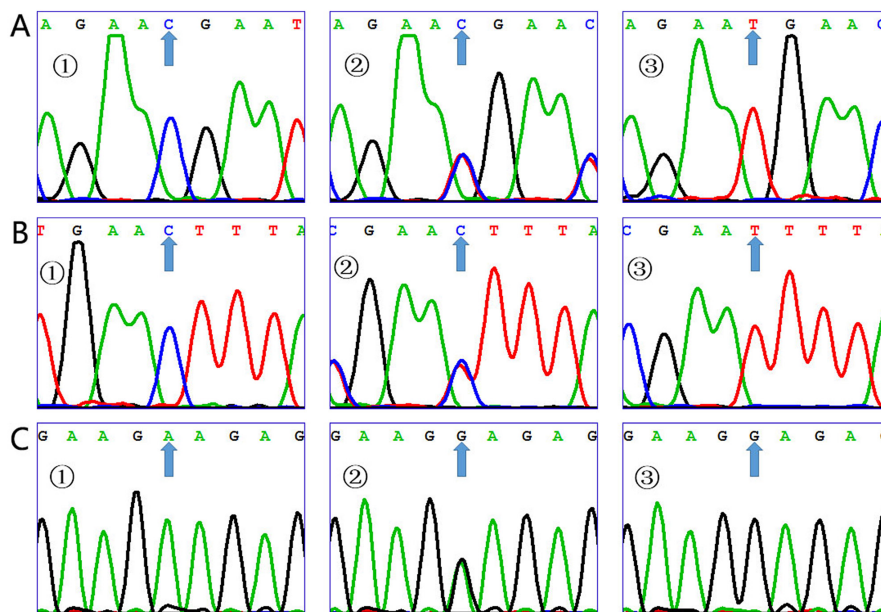 A
A G A A C G A A T
①
A G A A C G A A C
②
A G A A T G A A C
③
B
T G A A C T T T A
①
C G A A C T T T A
②
C G A A T T T T
③
C
G A A G A A G A G
①
G A A G G A G A G
②
G A A G G A G A G
③